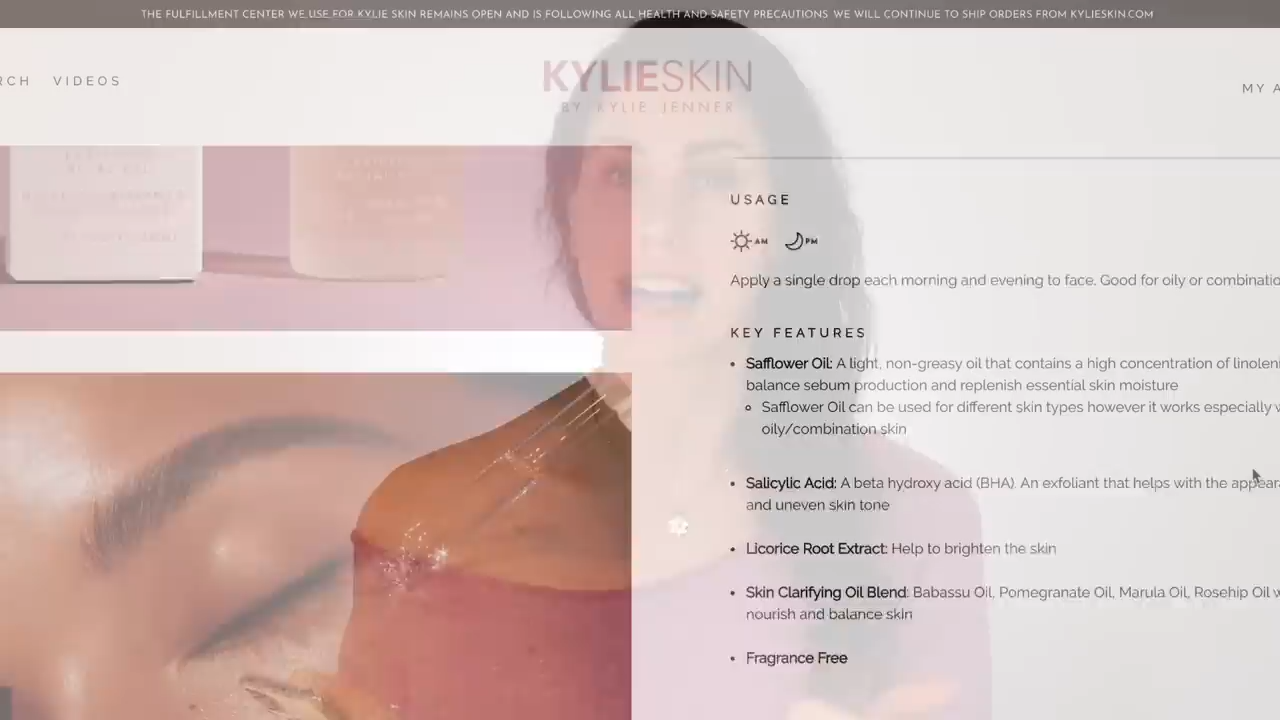 THE FULFILLMENT CENTER WE USE FOR KYLIE SKIN REMAINS OPEN AND IS FOLLOWING ALL HEALTH AND SAFETY PRECAUTIONS. WE WILL CONTINUE TO SHIP ORDERS FROM KYLIESKIN.COM
RCH VIDEOS
KYLIESKIN
BY KYLIE JENNER
MY A
USAGE
AM PM
Apply a single drop each morning and evening to face. Good for oily or combinatio
KEY FEATURES
• Safflower Oil: A light, non-greasy oil that contains a high concentration of linolen
balance sebum production and replenish essential skin moisture
Safflower Oil can be used for different skin types however it works especially w
oily/combination skin
• Salicylic Acid: A beta hydroxy acid (BHA). An exfoliant that helps with the appeara
and uneven skin tone
• Licorice Root Extract: Help to brighten the skin
• Skin Clarifying Oil Blend: Babassu Oil, Pomegranate Oil, Marula Oil, Rosehip Oil w
nourish and balance skin
• Fragrance Free